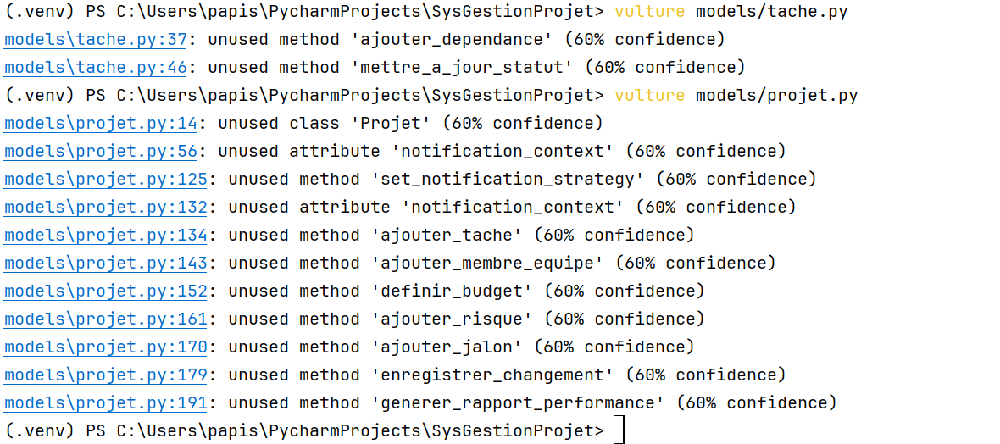 (.venv) PS C:\Users\papis\PycharmProjects\SysGestionProjet> vulture models/tache.py
models\tache.py:37: unused method 'ajouter_dependance' (60% confidence)
models\tache.py:46: unused method 'mettre_a_jour_statut' (60% confidence)
(.venv) PS C:\Users\papis\PycharmProjects\SysGestionProjet> vulture models/projet.py
models\projet.py:14: unused class 'Projet' (60% confidence)
models\projet.py:56: unused attribute 'notification_context' (60% confidence)
models\projet.py:125: unused method 'set_notification_strategy' (60% confidence)
models\projet.py:132: unused attribute 'notification_context' (60% confidence)
models\projet.py:134: unused method 'ajouter_tache' (60% confidence)
models\projet.py:143: unused method 'ajouter_membre_equipe' (60% confidence)
models\projet.py:152: unused method 'definir_budget' (60% confidence)
models\projet.py:161: unused method 'ajouter_risque' (60% confidence)
models\projet.py:170: unused method 'ajouter_jalon' (60% confidence)
models\projet.py:179: unused method 'enregistrer_changement' (60% confidence)
models\projet.py:191: unused method 'generer_rapport_performance' (60% confidence)
(.venv) PS C:\Users\papis\PycharmProjects\SysGestionProjet>